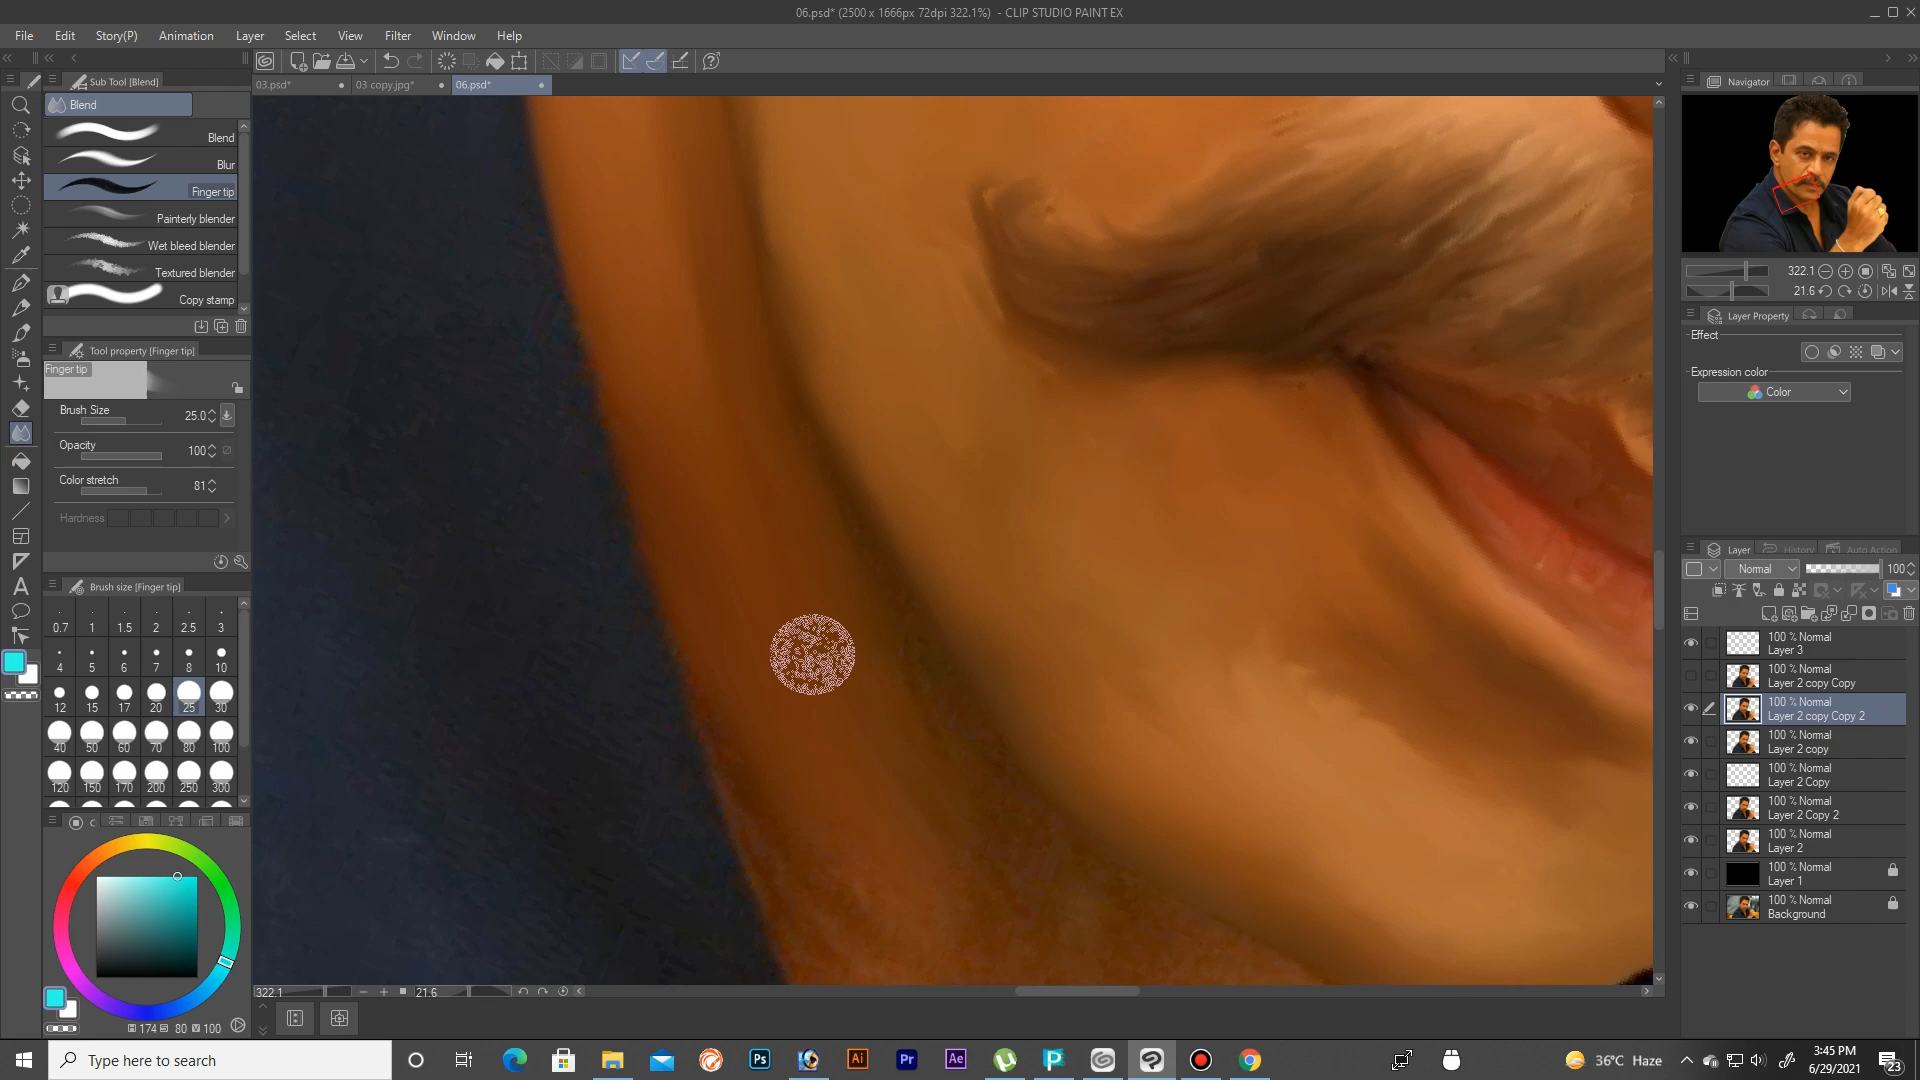 06.psd* (2500 x 1666px 72dpi 322.1%) - CLIP STUDIO PAINT EX
File Edit Story(P) Animation Layer Select View Filter Window Help
Sub Tool [Blend]
03.psd* 03 copy.jpg* 06.psd*
Navigator
Blend
Blend
Blur
Finger tip
Painterly blender
Wet bleed blender
Textured blender
Copy stamp
322.1
21.6
Layer Property
Effect
Expression color
Color
Tool property [Finger tip]
Finger tip
Brush Size 25.0
Opacity 100
Color stretch 81
Hardness
Layer History Auto Action
Normal 100
Brush size [Finger tip]
0.7 1 1.5 2 2.5 3
4 5 6 7 8 10
12 15 17 20 25 30
40 50 60 70 80 100
120 150 170 200 250 300
100 % Normal
Layer 3
100 % Normal
Layer 2 copy Copy
100 % Normal
Layer 2 copy Copy 2
100 % Normal
Layer 2 copy
100 % Normal
Layer 2 Copy
100 % Normal
Layer 2 Copy 2
100 % Normal
Layer 2
100 % Normal
Layer 1
100 % Normal
Background
322.1 21.6
H 174 S 80 V 100
Type here to search
Ps Ai Pr Ae
36°C Haze
3:45 PM
6/29/2021
23